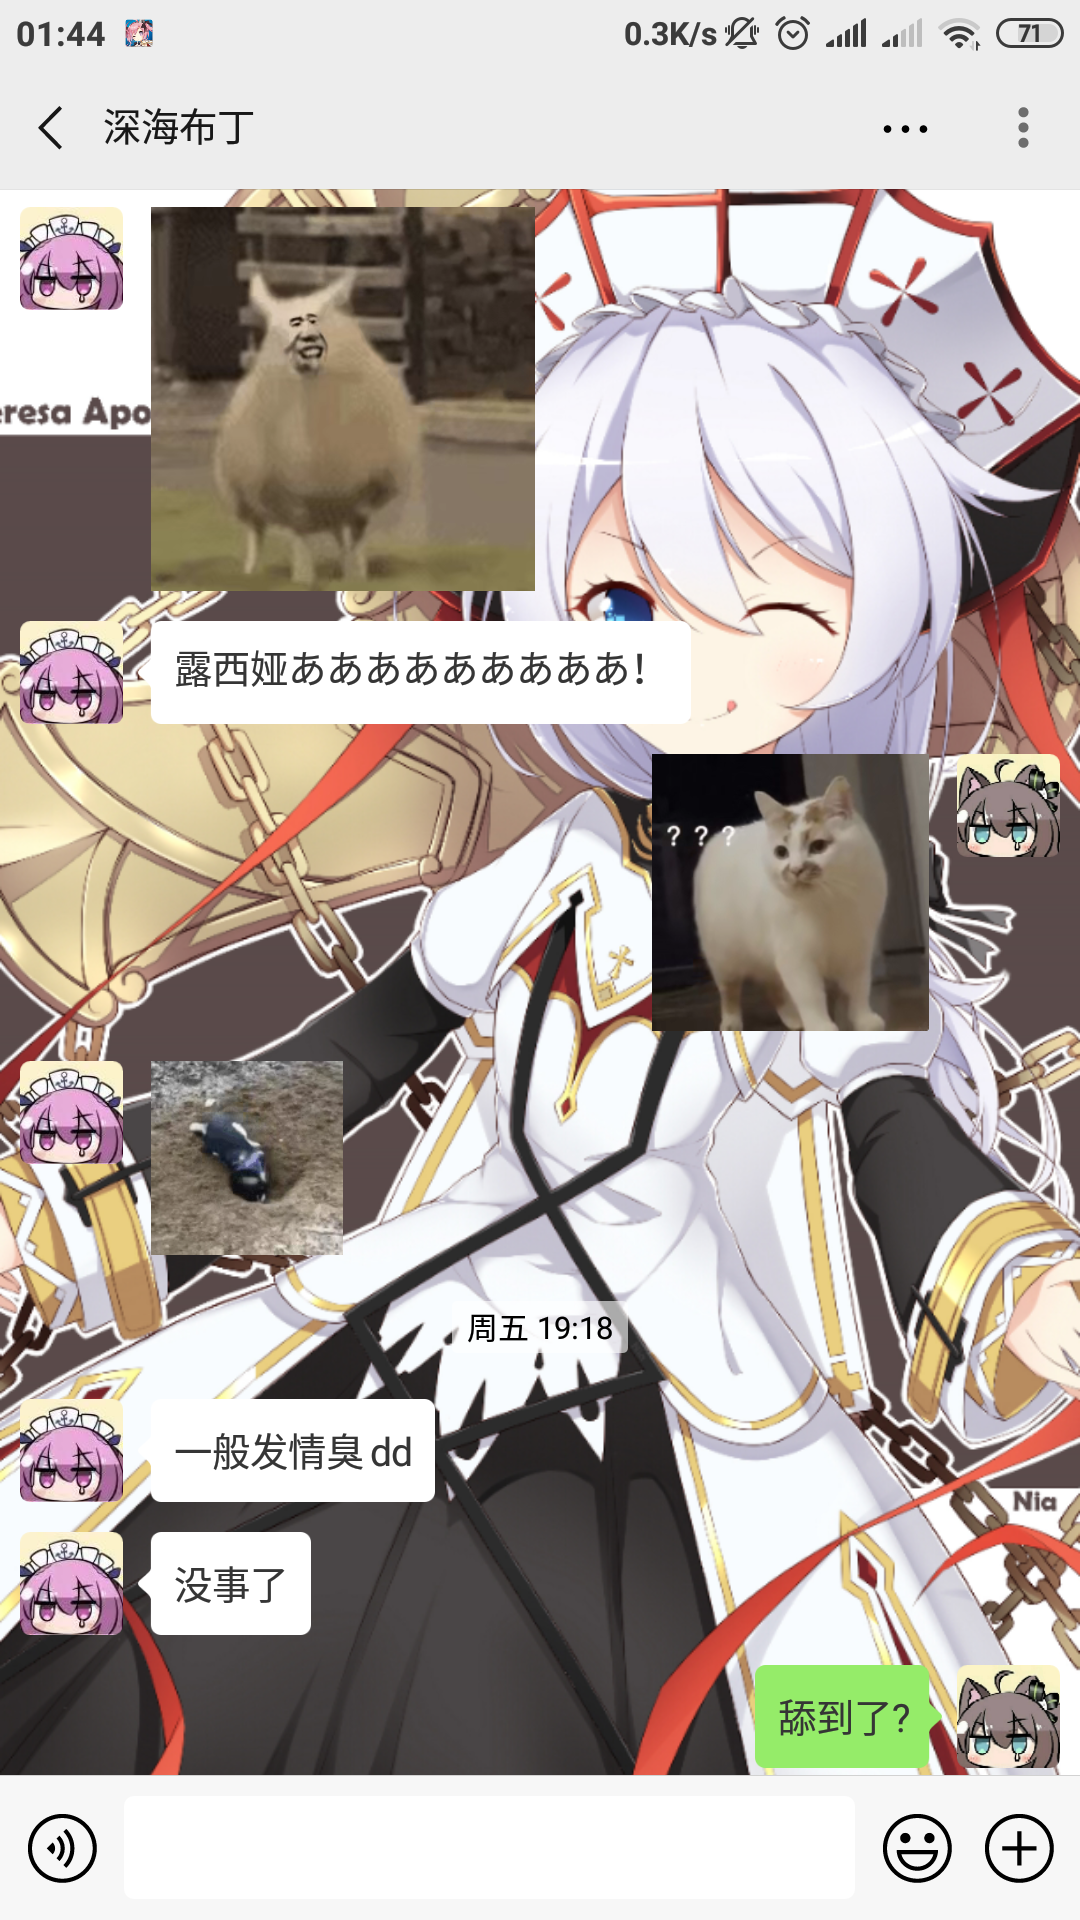 01:44
0.3K/s
71
深海布丁
eresa Apo
露西娅ああああああああああ！
？？？
周五 19:18
一般发情臭dd
没事了
Nia
舔到了？